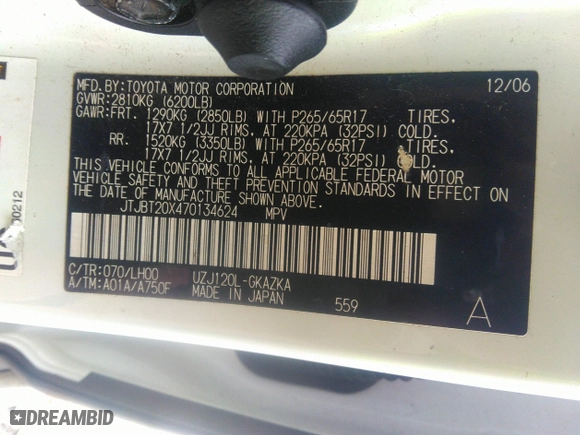 MFD. BY: TOYOTA MOTOR CORPORATION 12/06
GVWR: 2810KG (6200LB)
GAWR: FRT. 1290KG (2850LB) WITH P265/65R17 TIRES,
17X7 1/2JJ RIMS, AT 220KPA (32PSI) COLD.
RR. 1520KG (3350LB) WITH P265/65R17 TIRES,
17X7 1/2JJ RIMS, AT 220KPA (32PSI) COLD.
THIS VEHICLE CONFORMS TO ALL APPLICABLE FEDERAL MOTOR
VEHICLE SAFETY AND THEFT PREVENTION STANDARDS IN EFFECT ON
THE DATE OF MANUFACTURE SHOWN ABOVE.
JTJBT20X470134624 MPV
C/TR: 070/LH00 UZJ120L-GKAZKA
A/TM: A01A/A750F MADE IN JAPAN 559 A
DREAMBID